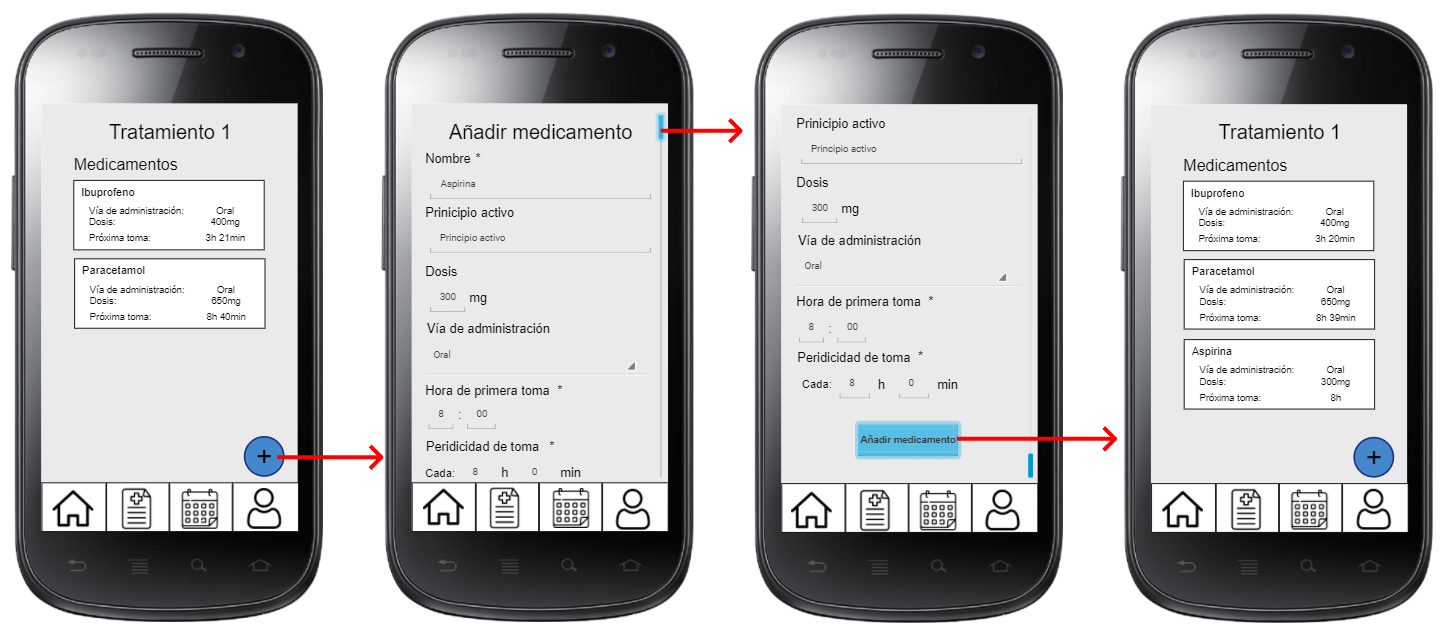 Tratamiento 1
Medicamentos
Ibuprofeno
Vía de administración: Oral
Dosis: 400mg
Próxima toma: 3h 21min
Paracetamol
Vía de administración: Oral
Dosis: 650mg
Próxima toma: 8h 40min
+
Añadir medicamento
Nombre *
Aspirina
Prinicipio activo
Principio activo
Dosis
300 mg
Vía de administración
Oral
Hora de primera toma *
8 : 00
Peridicidad de toma *
Cada: 8 h 0 min
Prinicipio activo
Principio activo
Dosis
300 mg
Vía de administración
Oral
Hora de primera toma *
8 : 00
Peridicidad de toma *
Cada: 8 h 0 min
Añadir medicamento
Tratamiento 1
Medicamentos
Ibuprofeno
Vía de administración: Oral
Dosis: 400mg
Próxima toma: 3h 20min
Paracetamol
Vía de administración: Oral
Dosis: 650mg
Próxima toma: 8h 39min
Aspirina
Vía de administración: Oral
Dosis: 300mg
Próxima toma: 8h
+